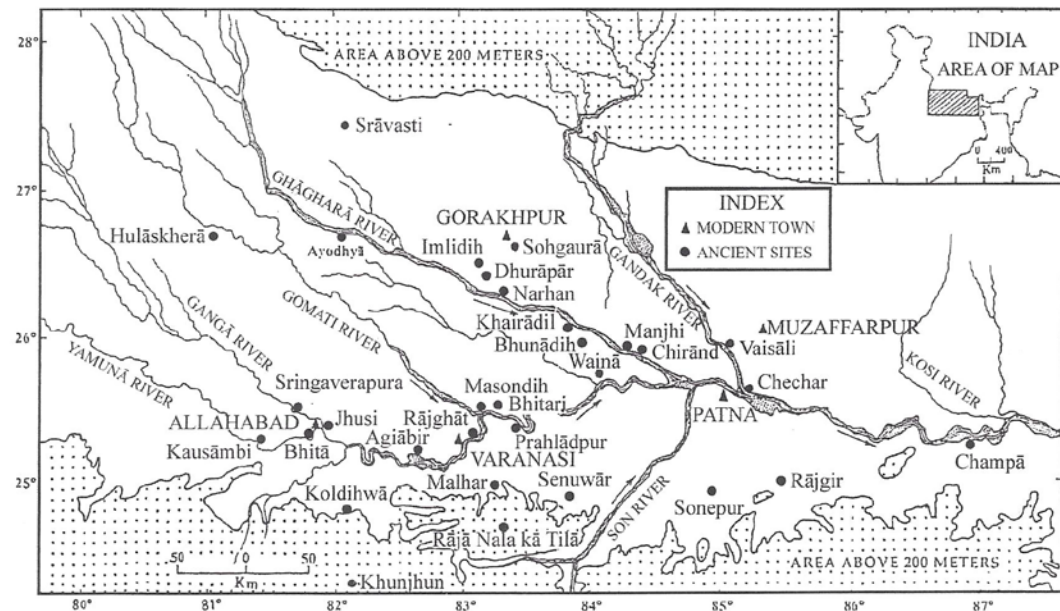 28°
AREA ABOVE 200 METERS
INDIA
AREA OF MAP
0 400
Km
Srāvasti
27°
GHĀGHARĀ RIVER
INDEX
MODERN TOWN
ANCIENT SITES
GORAKHPUR
Hulāskherā
Ayodhyā
Imlidih
Sohgaurā
Dhurāpār
Narhan
GANDAK RIVER
GOMATI RIVER
GANGĀ RIVER
YAMUNĀ RIVER
26°
Khairādil
Bhunādih
Wainā
Manjhi
Chirānd
MUZAFFARPUR
Vaisāli
KOSI RIVER
Sringaverapura
Masondih
Bhitari
Chechar
ALLAHABAD
Jhusi
Rājghāt
PATNA
Kausāmbi
Bhitā
Agiābir
Prahlādpur
VARANASI
Champā
25°
Koldihwā
Malhar
Senuwār
SON RIVER
Sonepur
Rājgir
Rājā Nala kā Tilā
50 0 50
Km
Khunjhun
AREA ABOVE 200 METERS
80° 81° 82° 83° 84° 85° 86° 87°